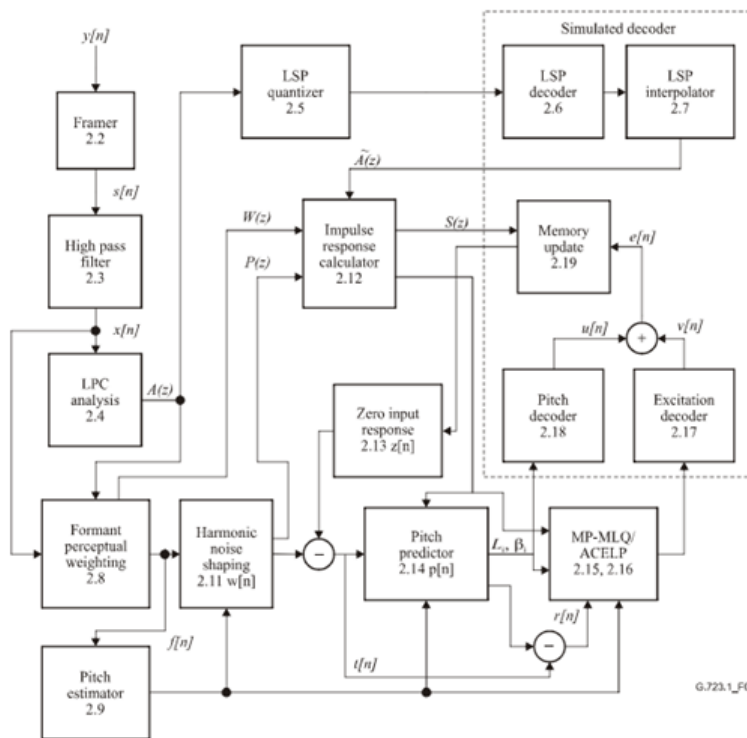 Simulated decoder
y[n]
LSP
quantizer
2.5
LSP
decoder
2.6
LSP
interpolator
2.7
Framer
2.2
Ã(z)
s[n]
W(z)
S(z)
Impulse
response
calculator
2.12
Memory
update
2.19
e[n]
High pass
filter
2.3
P(z)
x[n]
u[n]
v[n]
+
LPC
analysis
2.4
A(z)
Zero input
response
2.13 z[n]
Pitch
decoder
2.18
Excitation
decoder
2.17
Formant
perceptual
weighting
2.8
Harmonic
noise
shaping
2.11 w[n]
−
Pitch
predictor
2.14 p[n]
MP-MLQ/
ACELP
2.15, 2.16
f[n]
r[n]
−
t[n]
Pitch
estimator
2.9